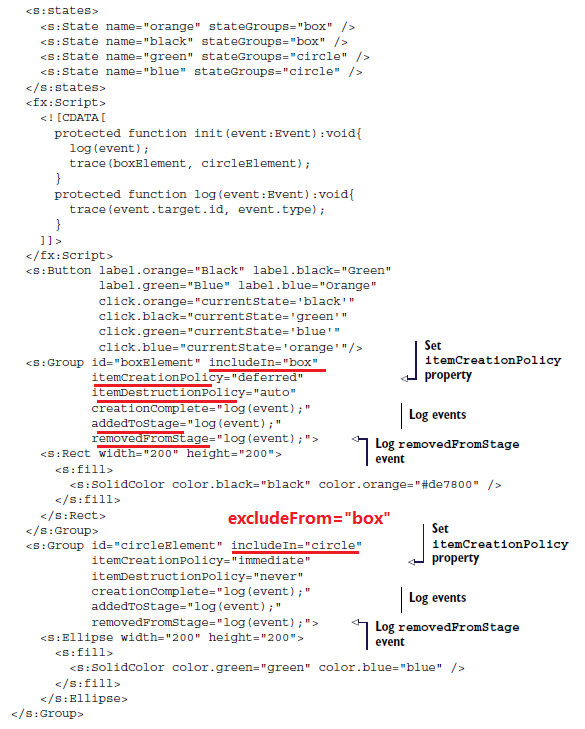 <s:states>
<s:State name="orange" stateGroups="box" />
<s:State name="black" stateGroups="box" />
<s:State name="green" stateGroups="circle" />
<s:State name="blue" stateGroups="circle" />
</s:states>
<fx:Script>
<![CDATA[
protected function init(event:Event):void{
log(event);
trace(boxElement, circleElement);
}
protected function log(event:Event):void{
trace(event.target.id, event.type);
}
]]>
</fx:Script>
<s:Button label.orange="Black" label.black="Green"
label.green="Blue" label.blue="Orange"
click.orange="currentState='black'"
click.black="currentState='green'"
click.green="currentState='blue'"
click.blue="currentState='orange'"/>
<s:Group id="boxElement" includeIn="box"
itemCreationPolicy="deferred"
itemDestructionPolicy="auto"
creationComplete="log(event);"
addedToStage="log(event);"
removedFromStage="log(event);">
Set
itemCreationPolicy
property
Log events
Log removedFromStage
event
<s:Rect width="200" height="200">
<s:fill>
<s:SolidColor color.black="black" color.orange="#de7800" />
</s:fill>
</s:Rect>
</s:Group>
excludeFrom="box"
<s:Group id="circleElement" includeIn="circle"
itemCreationPolicy="immediate"
itemDestructionPolicy="never"
creationComplete="log(event);"
addedToStage="log(event);"
removedFromStage="log(event);">
Set
itemCreationPolicy
property
Log events
Log removedFromStage
event
<s:Ellipse width="200" height="200">
<s:fill>
<s:SolidColor color.green="green" color.blue="blue" />
</s:fill>
</s:Ellipse>
</s:Group>